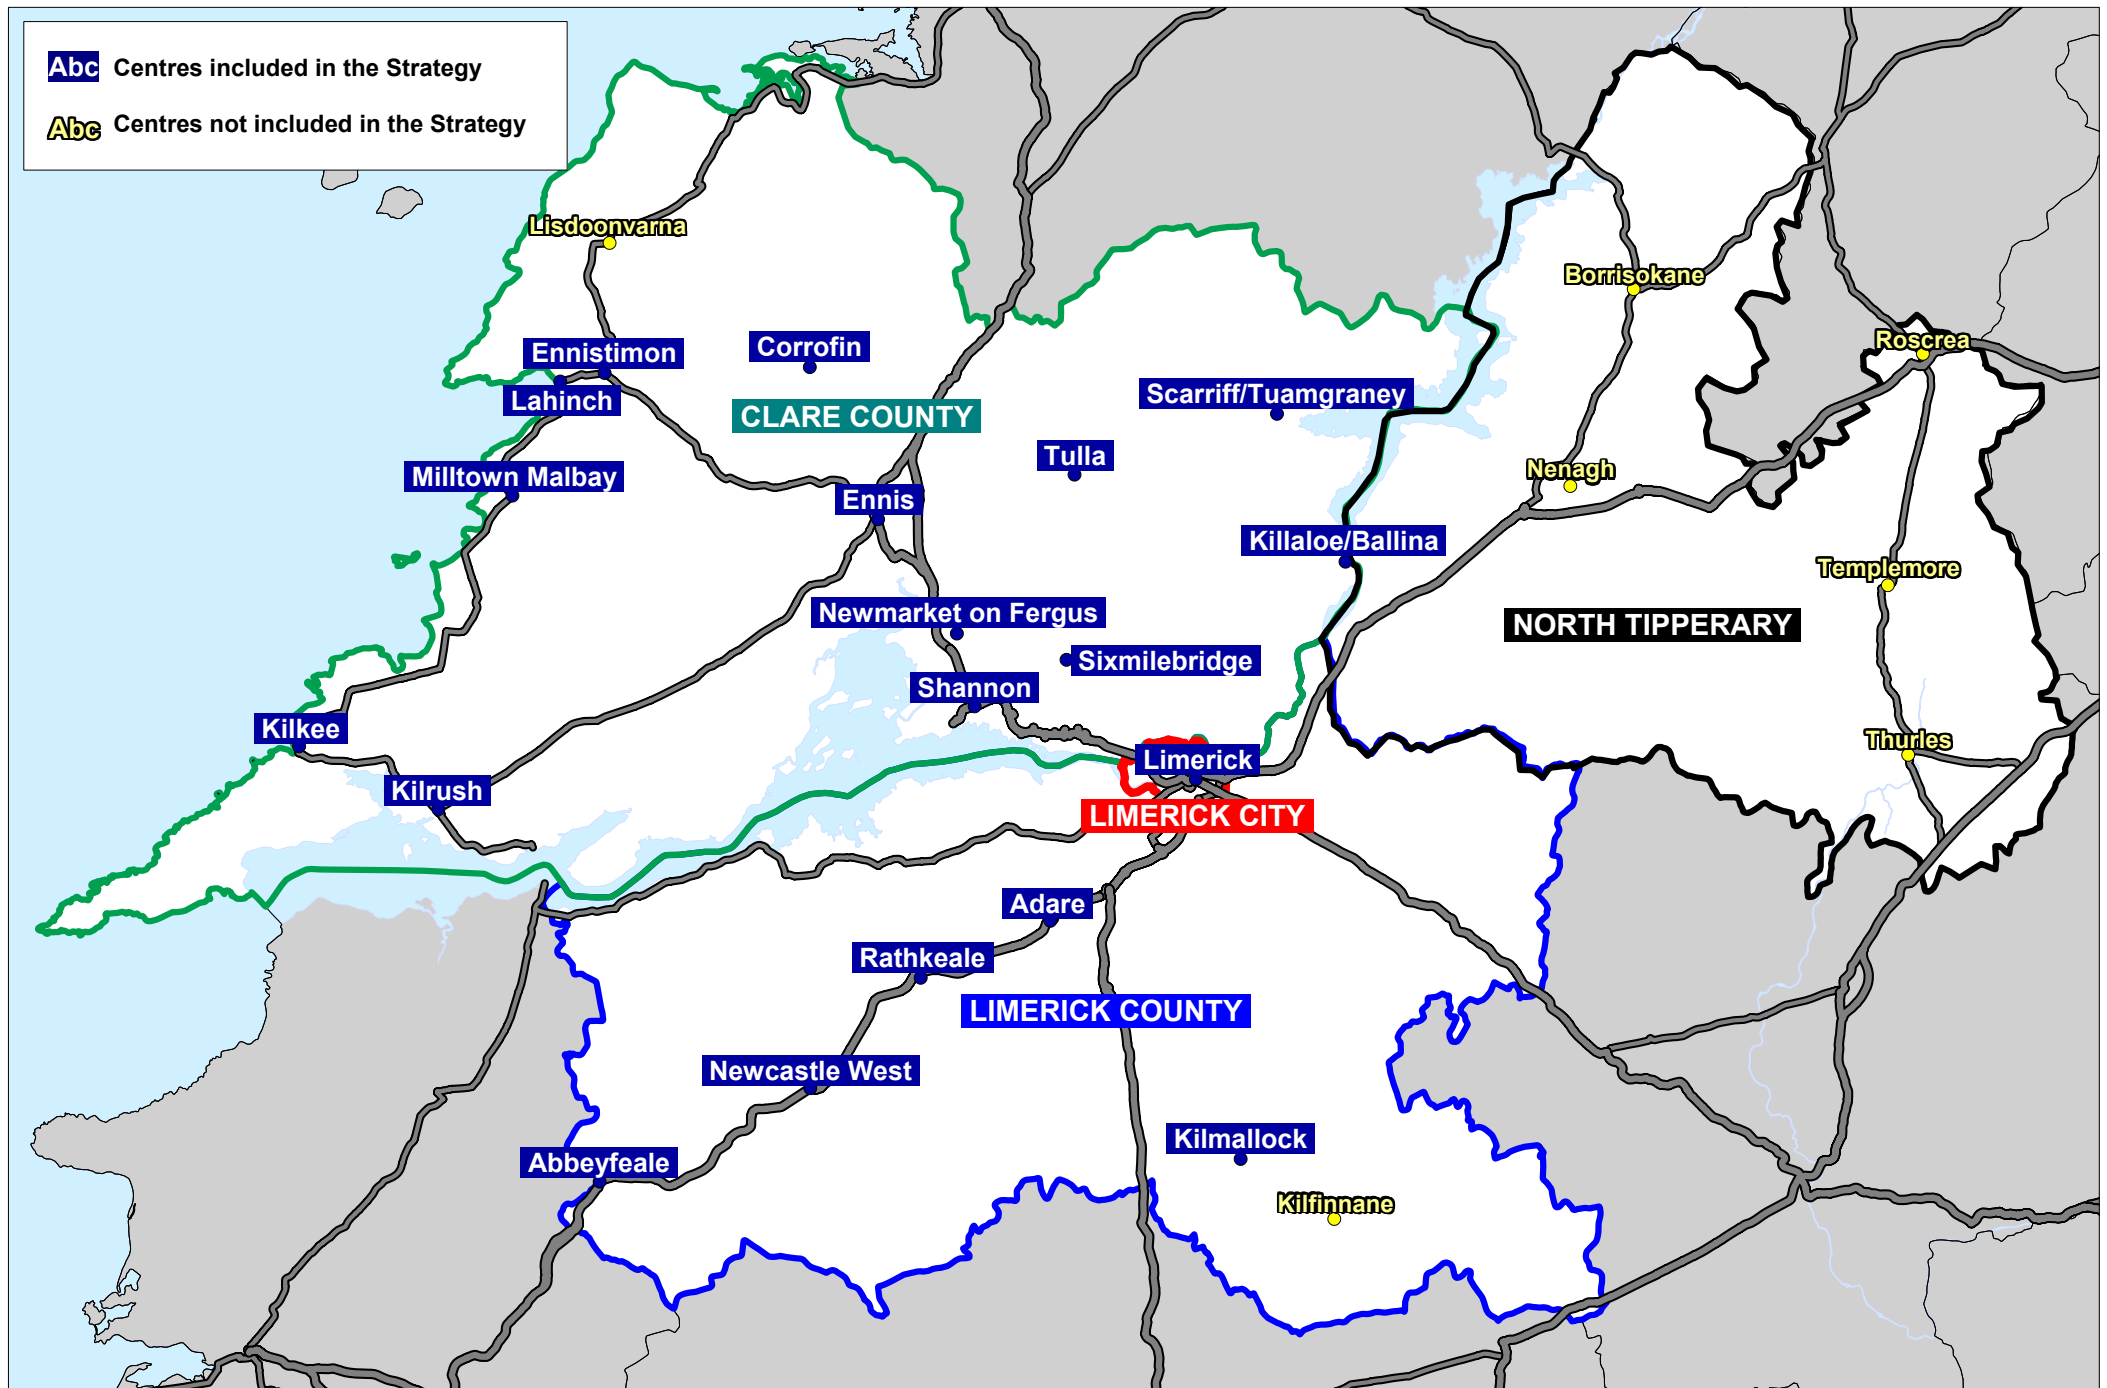 Abc Centres included in the Strategy
Abc Centres not included in the Strategy
Lisdoonvarna
Borrisokane
Roscrea
Ennistimon
Corrofin
Lahinch
Scarriff/Tuamgraney
CLARE COUNTY
Tulla
Nenagh
Milltown Malbay
Ennis
Killaloe/Ballina
Templemore
Newmarket on Fergus
NORTH TIPPERARY
Sixmilebridge
Shannon
Kilkee
Thurles
Limerick
Kilrush
LIMERICK CITY
Adare
Rathkeale
LIMERICK COUNTY
Newcastle West
Kilmallock
Abbeyfeale
Kilfinnane